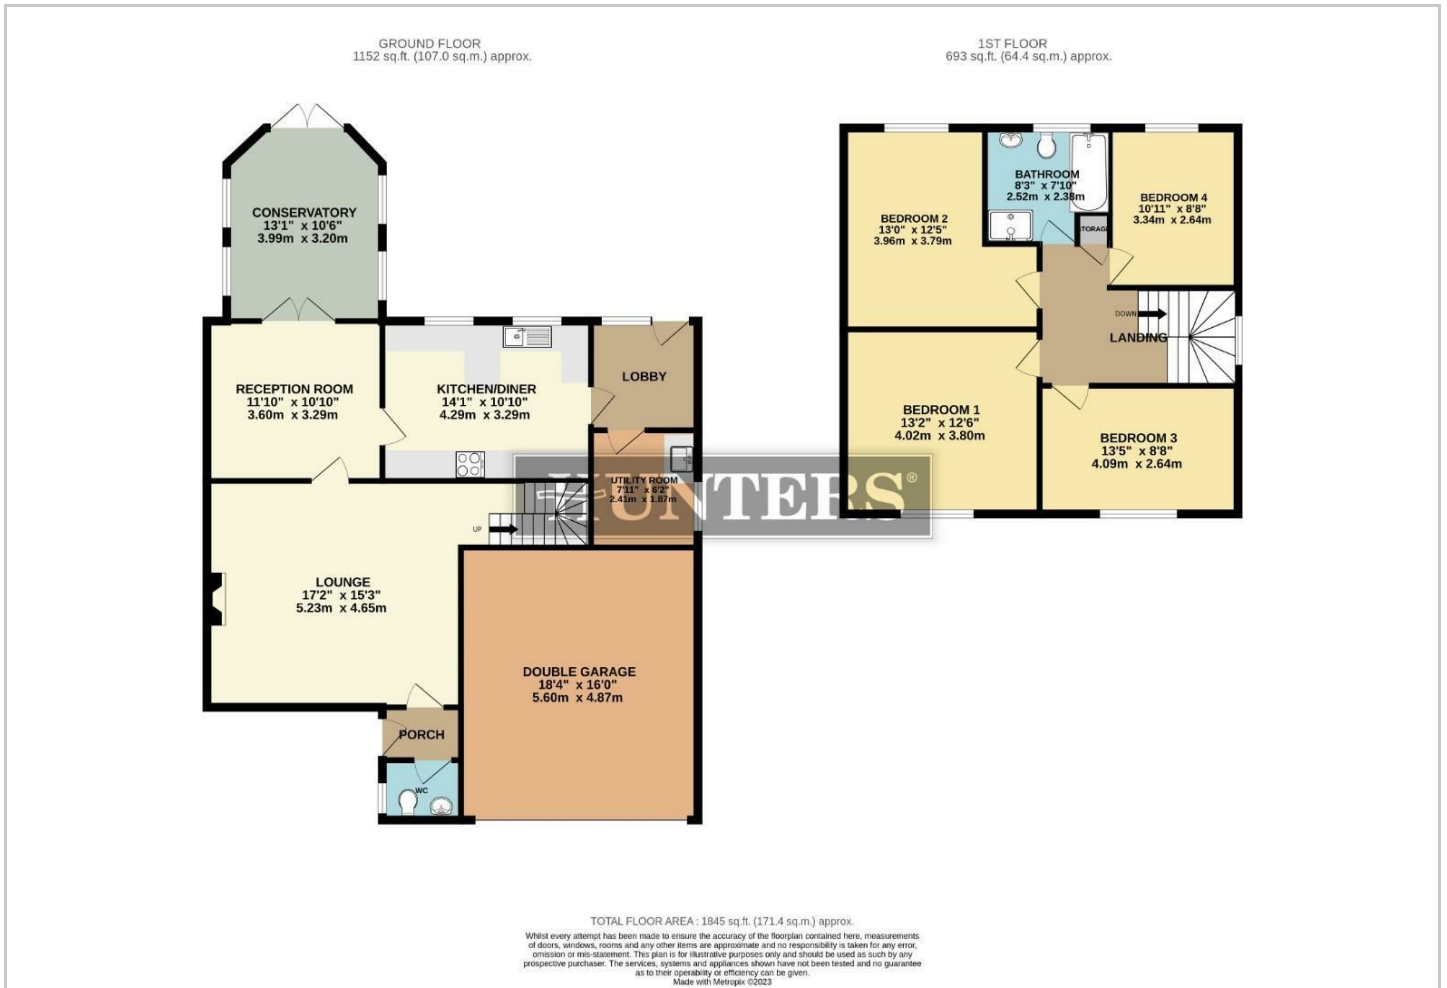 GROUND FLOOR
1152 sq.ft. (107.0 sq.m.) approx.
1ST FLOOR
693 sq.ft. (64.4 sq.m.) approx.
CONSERVATORY
13'1" x 10'6"
3.99m x 3.20m
RECEPTION ROOM
11'10" x 10'10"
3.60m x 3.29m
KITCHEN/DINER
14'1" x 10'10"
4.29m x 3.29m
LOBBY
UTILITY ROOM
7'11" x 6'2"
2.41m x 1.87m
UP
LOUNGE
17'2" x 15'3"
5.23m x 4.65m
DOUBLE GARAGE
18'4" x 16'0"
5.60m x 4.87m
PORCH
WC
BEDROOM 2
13'0" x 12'5"
3.96m x 3.79m
BATHROOM
8'3" x 7'10"
2.52m x 2.38m
STORAGE
BEDROOM 4
10'11" x 8'8"
3.34m x 2.64m
DOWN
LANDING
BEDROOM 1
13'2" x 12'6"
4.02m x 3.80m
BEDROOM 3
13'5" x 8'8"
4.09m x 2.64m
HUNTERS®
TOTAL FLOOR AREA : 1845 sq.ft. (171.4 sq.m.) approx.
Whilst every attempt has been made to ensure the accuracy of the floorplan contained here, measurements
of doors, windows, rooms and any other items are approximate and no responsibility is taken for any error,
omission or mis-statement. This plan is for illustrative purposes only and should be used as such by any
prospective purchaser. The services, systems and appliances shown have not been tested and no guarantee
as to their operability or efficiency can be given.
Made with Metropix ©2023